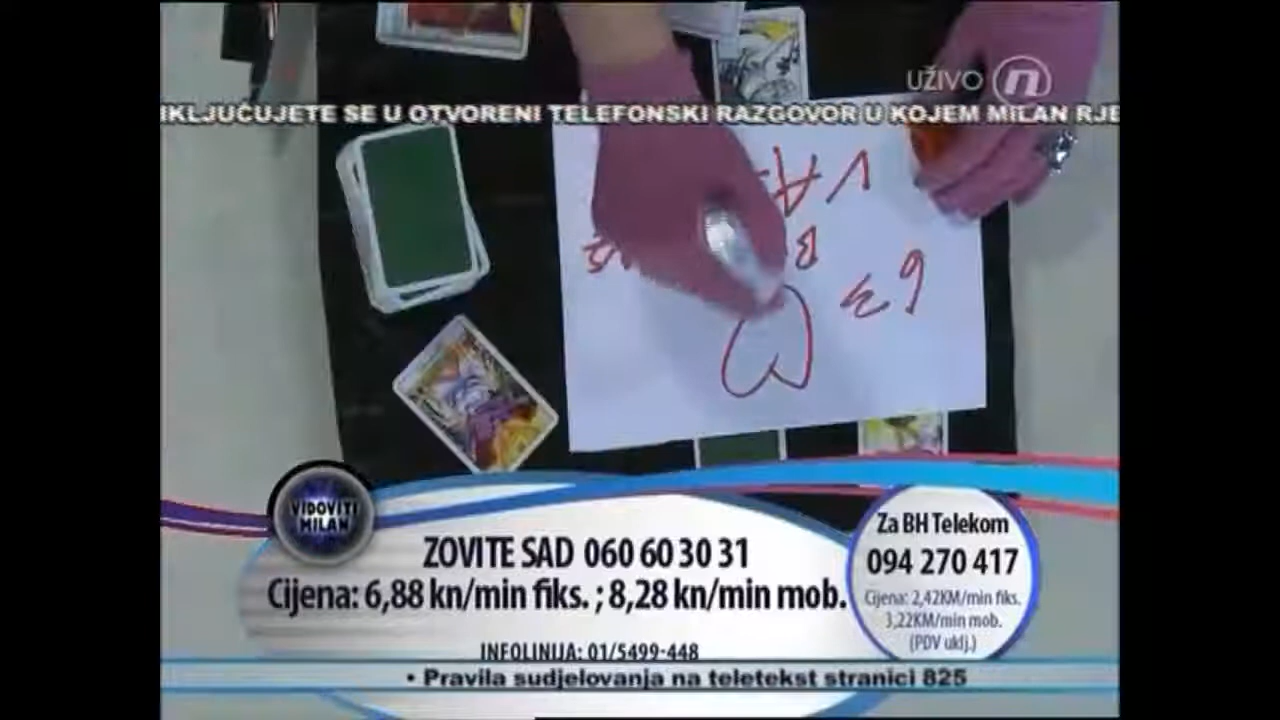 UŽIVO N
IKLJUČUJETE SE U OTVORENI TELEFONSKI RAZGOVOR U KOJEM MILAN RJE
VA
63
VIDOVITI
MILAN
ZOVITE SAD 060 60 30 31
Cijena: 6,88 kn/min fiks. ; 8,28 kn/min mob.
INFOLINIJA: 01/5499-448
Za BH Telekom
094 270 417
Cijena: 2,42KM/min fiks.
3,22KM/min mob.
(PDV uklj.)
• Pravila sudjelovanja na teletekst stranici 825